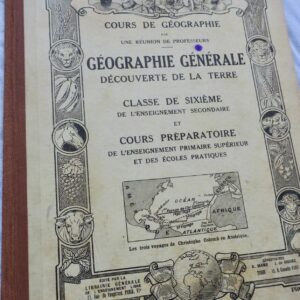 COURS DE GÉOGRAPHIE
PAR
UNE RÉUNION DE PROFESSEURS
GÉOGRAPHIE GÉNÉRALE
DÉCOUVERTE DE LA TERRE
CLASSE DE SIXIÈME
DE L'ENSEIGNEMENT SECONDAIRE
ET
COURS PRÉPARATOIRE
DE L'ENSEIGNEMENT PRIMAIRE SUPÉRIEUR
ET DES ÉCOLES PRATIQUES
OCÉAN
AFRIQUE
ATLANTIQUE
Les trois voyages de Christophe Colomb en Amérique.
LIBRAIRIE GÉNÉRALE
TOURS